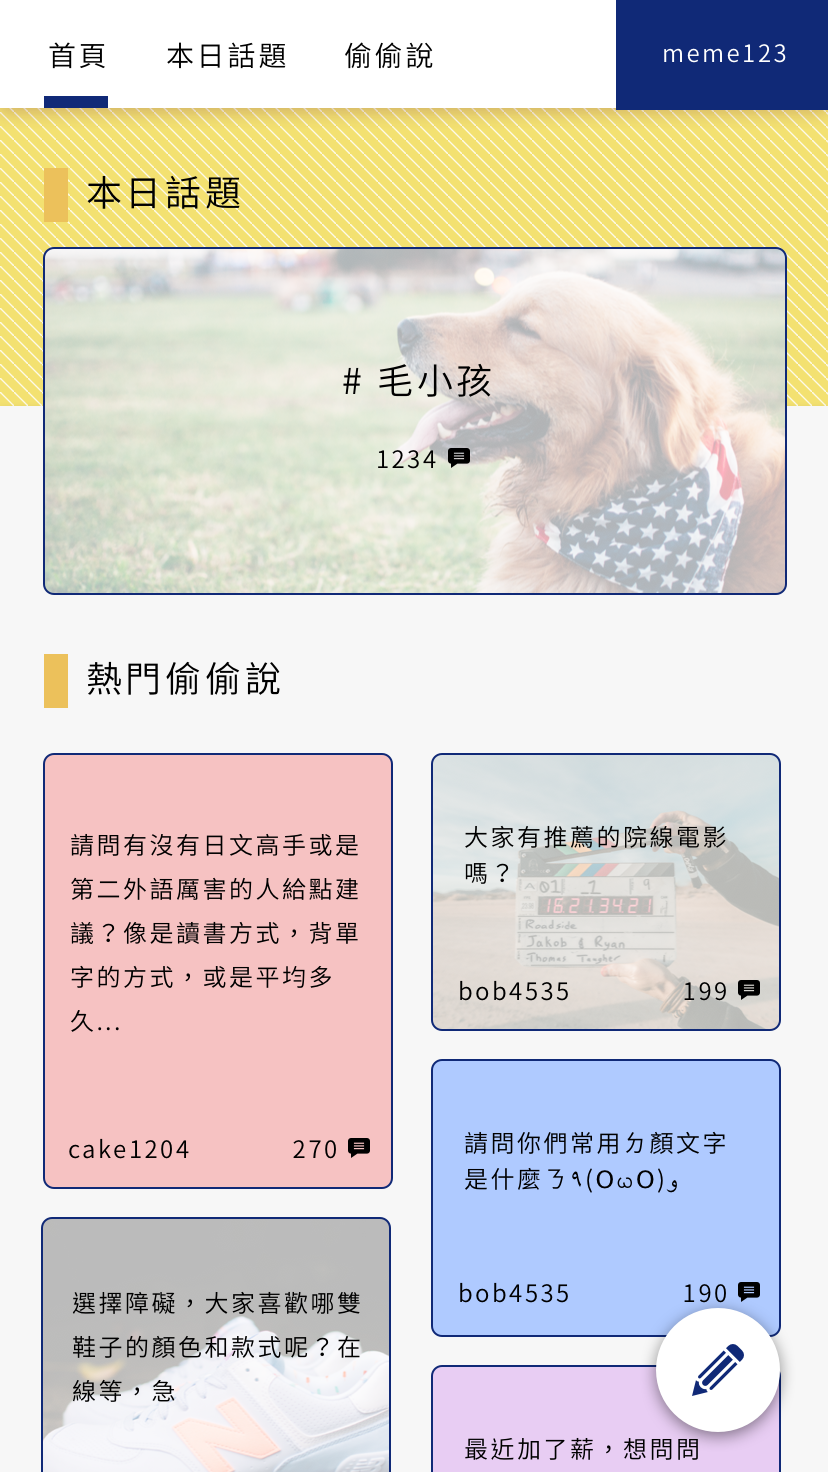 首頁 本日話題 偷偷說 meme123
本日話題
# 毛小孩
1234
熱門偷偷說
請問有沒有日文高手或是
第二外語厲害的人給點建
議？像是讀書方式，背單
字的方式，或是平均多
久...
cake1204 270
大家有推薦的院線電影
嗎？
A 01 1 9
16:21:34:21
Roadside
Jakob & Ryan
Thomas Taugher
bob4535 199
請問你們常用ㄉ顏文字
是什麼ㄋ٩(OωO)و
bob4535 190
選擇障礙，大家喜歡哪雙
鞋子的顏色和款式呢？在
線等，急
N
最近加了薪，想問問